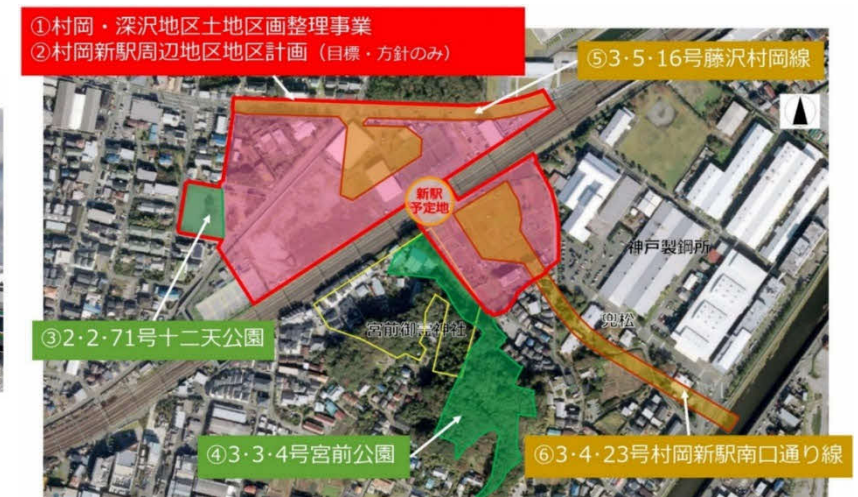 ①村岡・深沢地区土地区画整理事業
②村岡新駅周辺地区地区計画（目標・方針のみ）
⑤3・5・16号藤沢村岡線
新駅
予定地
神戸製鋼所
③2・2・71号十二天公園
宮前御霊神社
兜松
④3・3・4号宮前公園
⑥3・4・23号村岡新駅南口通り線